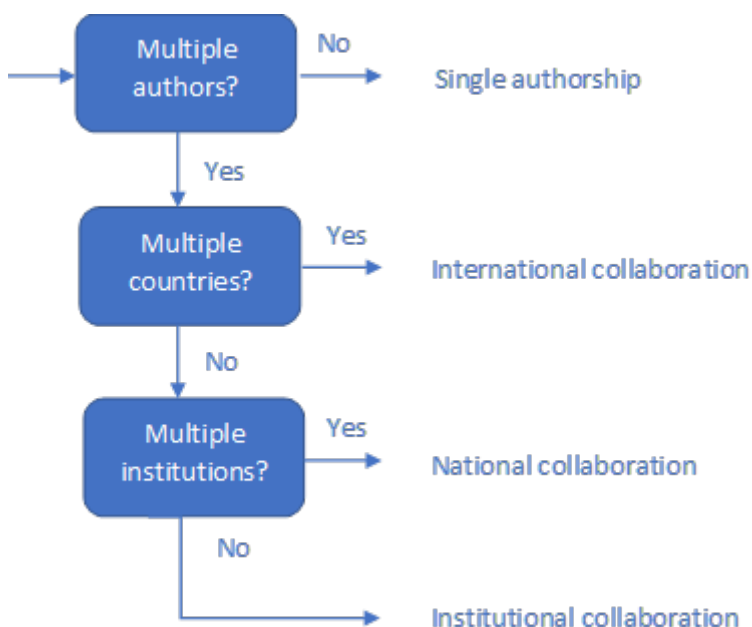 Multiple
authors?
No
Single authorship
Yes
Multiple
countries?
Yes
International collaboration
No
Multiple
institutions?
Yes
National collaboration
No
Institutional collaboration